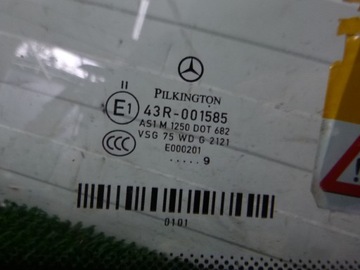 PILKINGTON
II
E1 43R-001585
AS1 M 1250 DOT 682
CCC VSG 75 WD G 2121
E000201
..... 9
0101